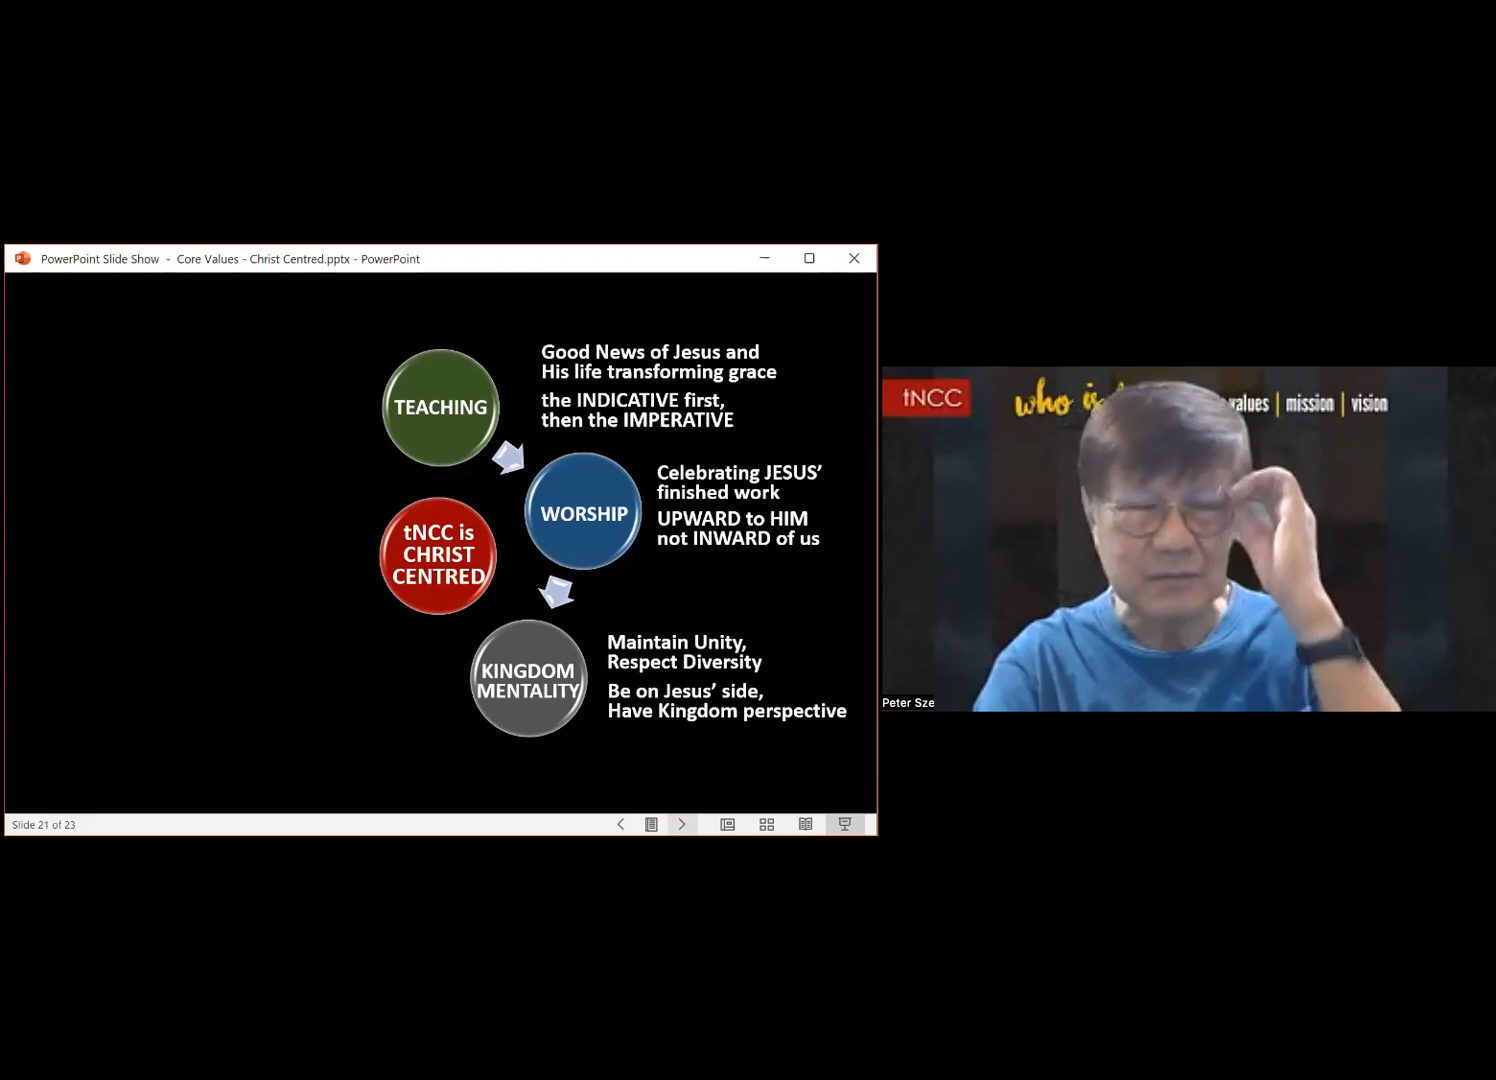 PowerPoint Slide Show - Core Values - Christ Centred.pptx - PowerPoint
TEACHING
Good News of Jesus and
His life transforming grace
the INDICATIVE first,
then the IMPERATIVE
WORSHIP
Celebrating JESUS’
finished work
UPWARD to HIM
not INWARD of us
tNCC is
CHRIST
CENTRED
KINGDOM
MENTALITY
Maintain Unity,
Respect Diversity
Be on Jesus’ side,
Have Kingdom perspective
Slide 21 of 23
tNCC
who is values | mission | vision
Peter Sze